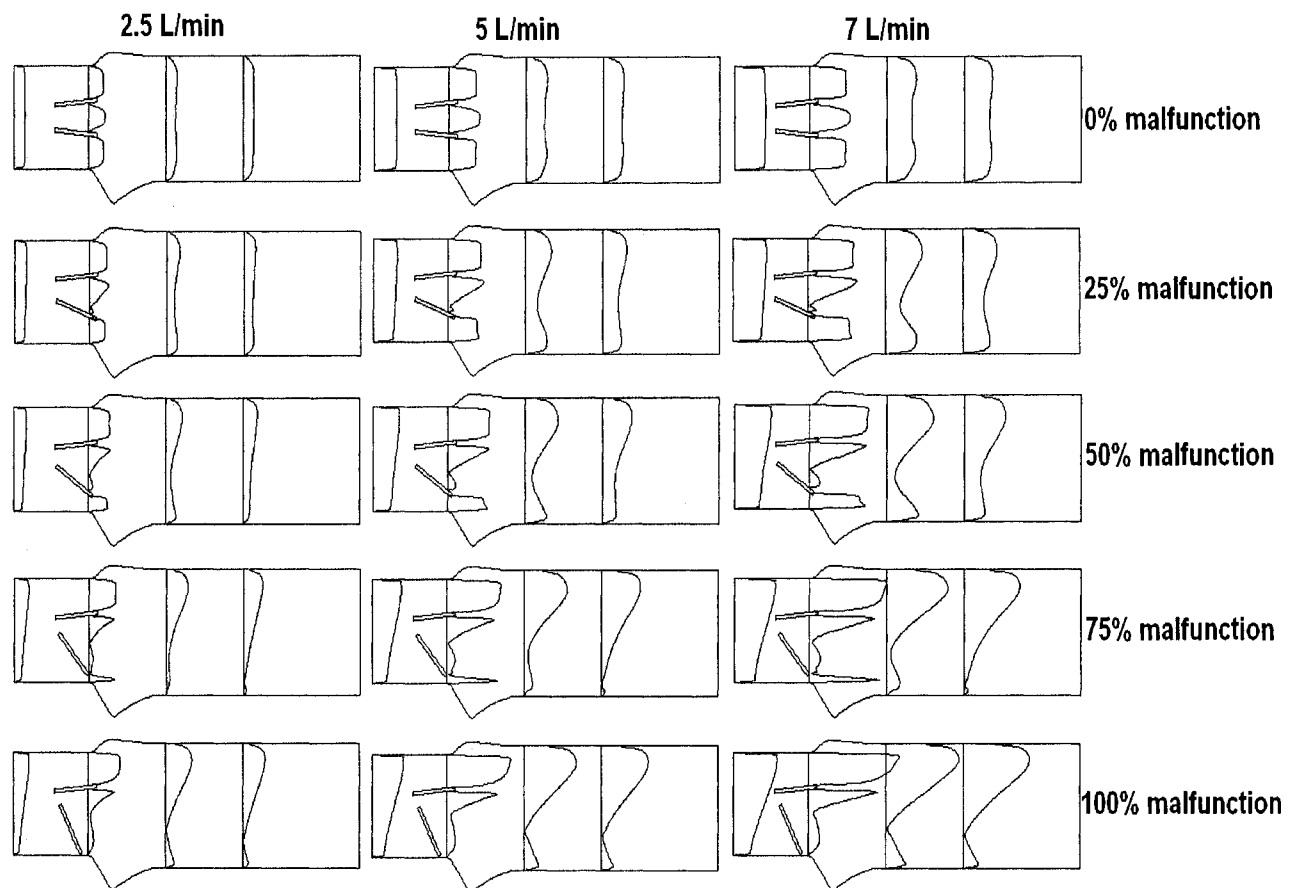 2.5 L/min
5 L/min
7 L/min
0% malfunction
25% malfunction
50% malfunction
75% malfunction
100% malfunction